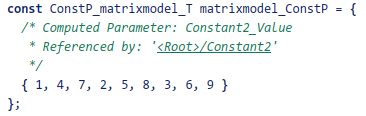 const ConstP_matrixmodel_T matrixmodel_ConstP = {
/* Computed Parameter: Constant2_Value
* Referenced by: '<Root>/Constant2'
*/
{ 1, 4, 7, 2, 5, 8, 3, 6, 9 }
};